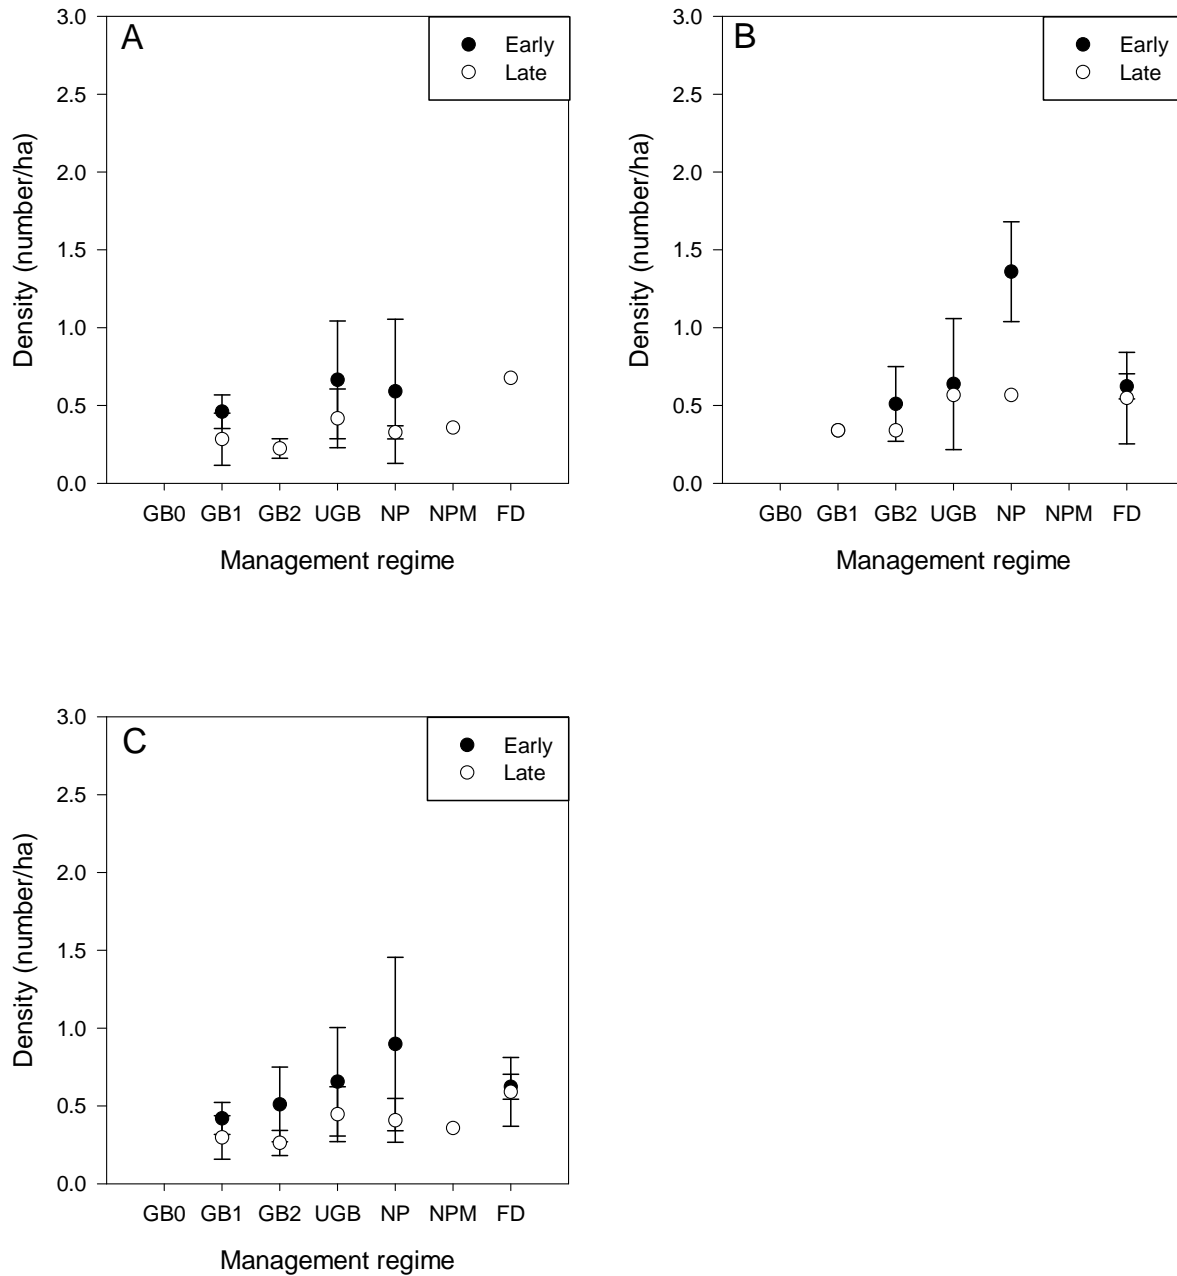 A
Early
Late
3.0
2.5
2.0
1.5
1.0
0.5
0.0
Density (number/ha)
GB0 GB1 GB2 UGB NP NPM FD
Management regime
B
Early
Late
3.0
2.5
2.0
1.5
1.0
0.5
0.0
Density (number/ha)
GB0 GB1 GB2 UGB NP NPM FD
Management regime
C
Early
Late
3.0
2.5
2.0
1.5
1.0
0.5
0.0
Density (number/ha)
GB0 GB1 GB2 UGB NP NPM FD
Management regime